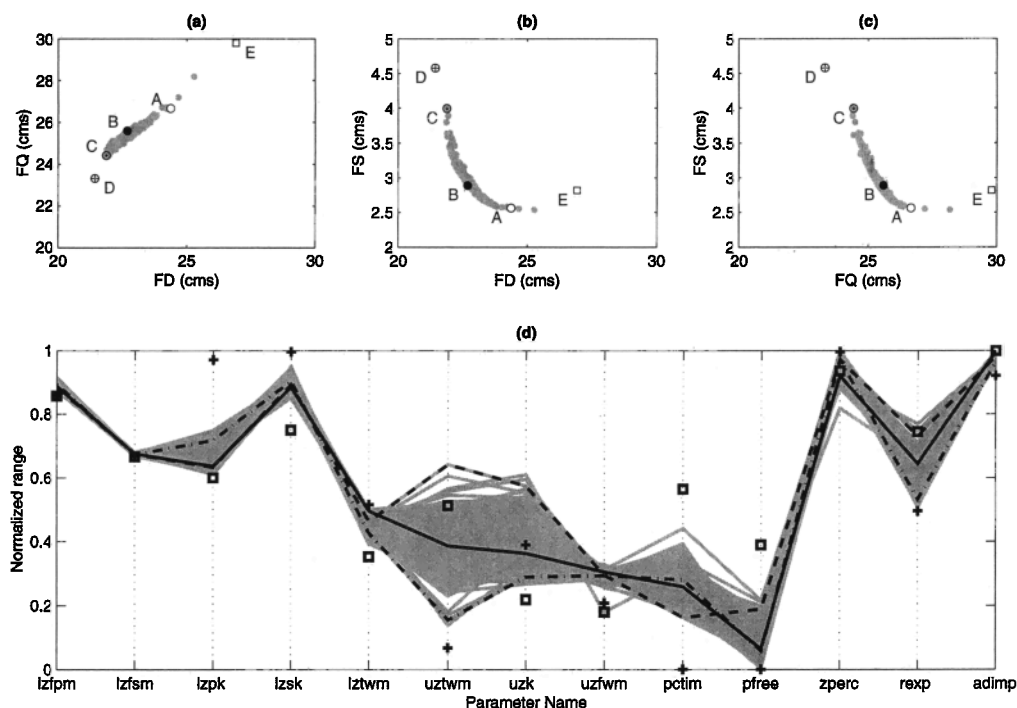 (a)
(b)
(c)
30
28
26
24
22
20
FQ (cms)
A
B
C
D
E
20
25
30
FD (cms)
5
4.5
4
3.5
3
2.5
2
FS (cms)
D
C
B
A
E
20
25
30
FD (cms)
5
4.5
4
3.5
3
2.5
2
FS (cms)
D
C
B
A
E
20
25
30
FQ (cms)
(d)
1
0.8
0.6
0.4
0.2
0
Normalized range
lzfpm lzfsm lzpk lzsk lztwm uztwm uzk uzfwm pctim pfree zperc rexp adimp
Parameter Name